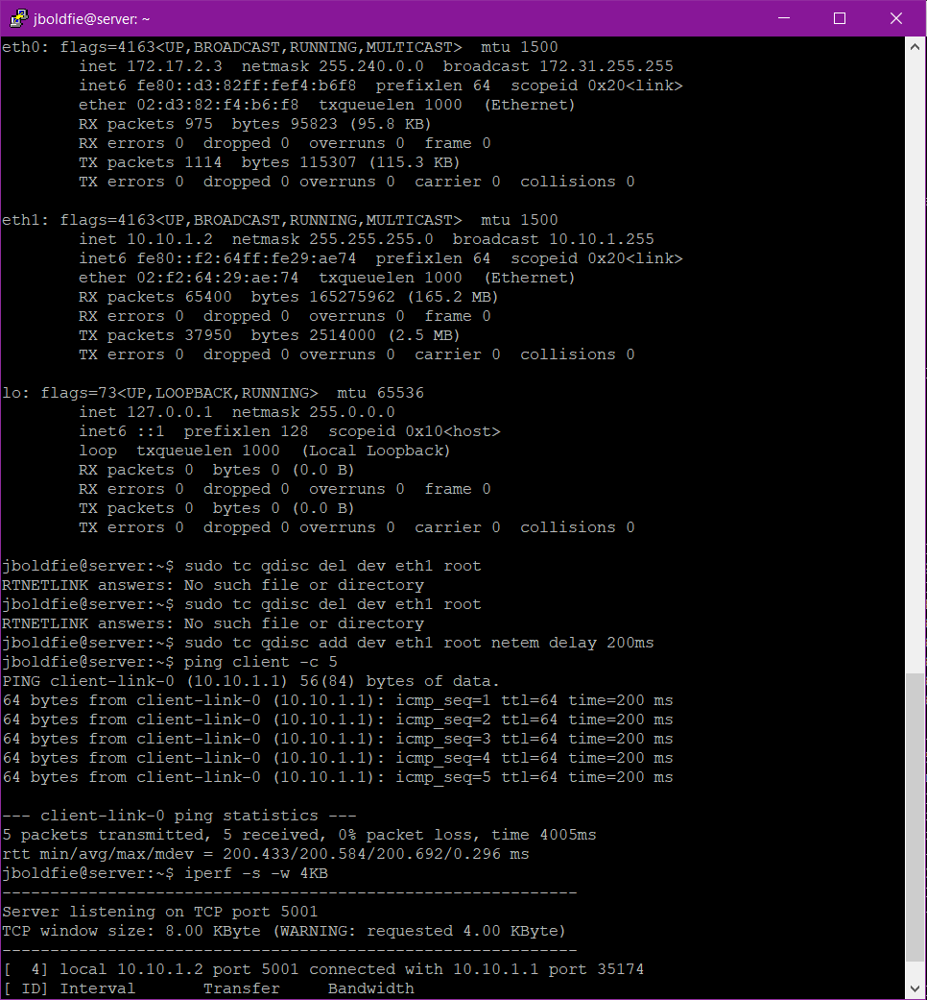 jboldfie@server: ~
eth0: flags=4163<UP,BROADCAST,RUNNING,MULTICAST>  mtu 1500
        inet 172.17.2.3  netmask 255.240.0.0  broadcast 172.31.255.255
        inet6 fe80::d3:82ff:fef4:b6f8  prefixlen 64  scopeid 0x20<link>
        ether 02:d3:82:f4:b6:f8  txqueuelen 1000  (Ethernet)
        RX packets 975  bytes 95823 (95.8 KB)
        RX errors 0  dropped 0  overruns 0  frame 0
        TX packets 1114  bytes 115307 (115.3 KB)
        TX errors 0  dropped 0 overruns 0  carrier 0  collisions 0

eth1: flags=4163<UP,BROADCAST,RUNNING,MULTICAST>  mtu 1500
        inet 10.10.1.2  netmask 255.255.255.0  broadcast 10.10.1.255
        inet6 fe80::f2:64ff:fe29:ae74  prefixlen 64  scopeid 0x20<link>
        ether 02:f2:64:29:ae:74  txqueuelen 1000  (Ethernet)
        RX packets 65400  bytes 165275962 (165.2 MB)
        RX errors 0  dropped 0  overruns 0  frame 0
        TX packets 37950  bytes 2514000 (2.5 MB)
        TX errors 0  dropped 0 overruns 0  carrier 0  collisions 0

lo: flags=73<UP,LOOPBACK,RUNNING>  mtu 65536
        inet 127.0.0.1  netmask 255.0.0.0
        inet6 ::1  prefixlen 128  scopeid 0x10<host>
        loop  txqueuelen 1000  (Local Loopback)
        RX packets 0  bytes 0 (0.0 B)
        RX errors 0  dropped 0  overruns 0  frame 0
        TX packets 0  bytes 0 (0.0 B)
        TX errors 0  dropped 0 overruns 0  carrier 0  collisions 0

jboldfie@server:~$ sudo tc qdisc del dev eth1 root
RTNETLINK answers: No such file or directory
jboldfie@server:~$ sudo tc qdisc del dev eth1 root
RTNETLINK answers: No such file or directory
jboldfie@server:~$ sudo tc qdisc add dev eth1 root netem delay 200ms
jboldfie@server:~$ ping client -c 5
PING client-link-0 (10.10.1.1) 56(84) bytes of data.
64 bytes from client-link-0 (10.10.1.1): icmp_seq=1 ttl=64 time=200 ms
64 bytes from client-link-0 (10.10.1.1): icmp_seq=2 ttl=64 time=200 ms
64 bytes from client-link-0 (10.10.1.1): icmp_seq=3 ttl=64 time=200 ms
64 bytes from client-link-0 (10.10.1.1): icmp_seq=4 ttl=64 time=200 ms
64 bytes from client-link-0 (10.10.1.1): icmp_seq=5 ttl=64 time=200 ms

--- client-link-0 ping statistics ---
5 packets transmitted, 5 received, 0% packet loss, time 4005ms
rtt min/avg/max/mdev = 200.433/200.584/200.692/0.296 ms
jboldfie@server:~$ iperf -s -w 4KB
------------------------------------------------------------
Server listening on TCP port 5001
TCP window size: 8.00 KByte (WARNING: requested 4.00 KByte)
------------------------------------------------------------
[  4] local 10.10.1.2 port 5001 connected with 10.10.1.1 port 35174
[ ID] Interval       Transfer     Bandwidth